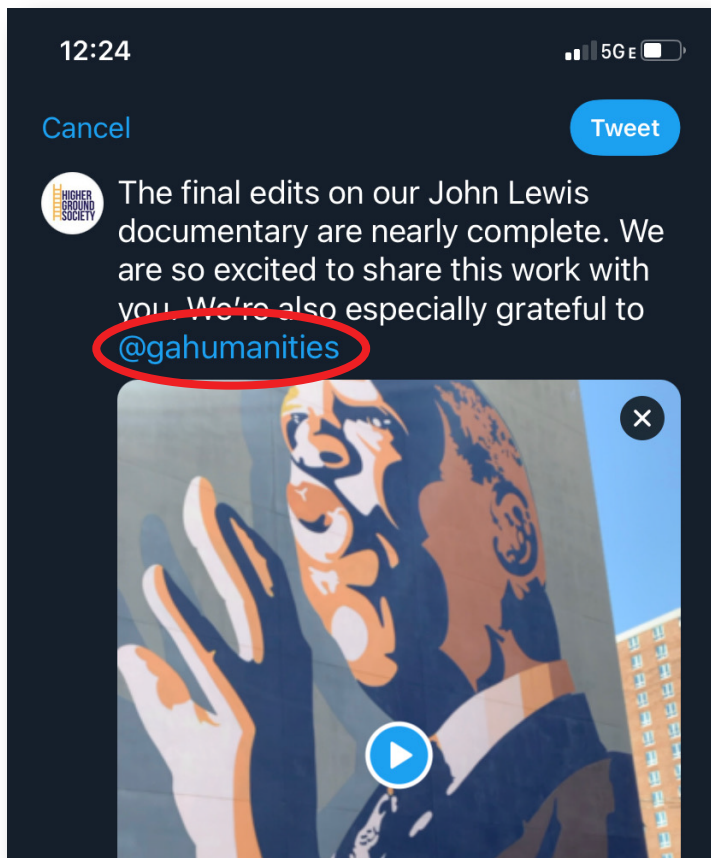 12:24
5GE
Cancel
Tweet
HIGHER
GROUND
SOCIETY
The final edits on our John Lewis
documentary are nearly complete. We
are so excited to share this work with
you. We’re also especially grateful to
@gahumanities